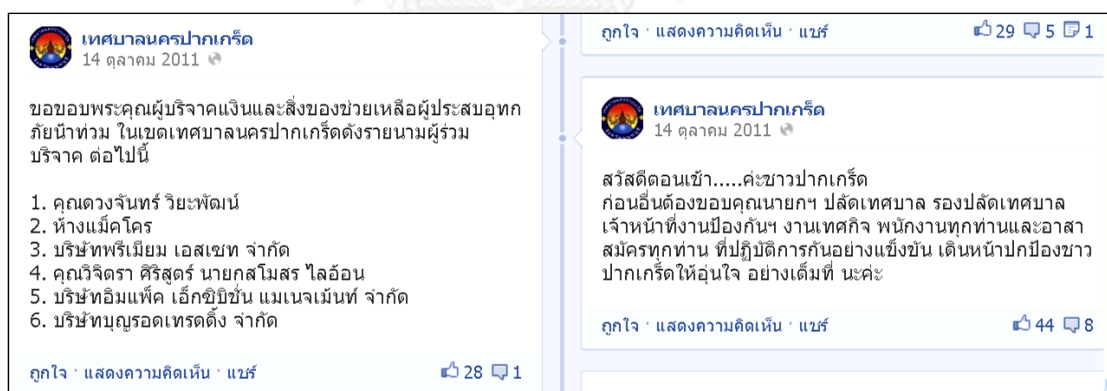 เทศบาลนครปากเกร็ด
14 ตุลาคม 2011
ขอขอบพระคุณผู้บริจาคเงินและสิ่งของช่วยเหลือผู้ประสบอุทก
ภัยน้ำท่วม ในเขตเทศบาลนครปากเกร็ดดังรายนามผู้ร่วม
บริจาค ต่อไปนี้
1. คุณดวงจันทร์ วิยะพัฒน์
2. ห้างแม็คโคร
3. บริษัทพรีเมียม เอสเซท จำกัด
4. คุณวิจิตรา ศิริสูตร์ นายกสโมสร ไลอ้อน
5. บริษัทอิมแพ็ค เอ็กซิบิชั่น แมเนจเม้นท์ จำกัด
6. บริษัทบุญรอดเทรดดิ้ง จำกัด
ถูกใจ · แสดงความคิดเห็น · แชร์ 28 1
ถูกใจ · แสดงความคิดเห็น · แชร์ 29 5 1
เทศบาลนครปากเกร็ด
14 ตุลาคม 2011
สวัสดีตอนเช้า.....ค่ะชาวปากเกร็ด
ก่อนอื่นต้องขอบคุณนายกฯ ปลัดเทศบาล รองปลัดเทศบาล
เจ้าหน้าที่งานป้องกันฯ งานเทศกิจ พนักงานทุกท่านและอาสา
สมัครทุกท่าน ที่ปฏิบัติการกันอย่างแข็งขัน เดินหน้าปกป้องชาว
ปากเกร็ดให้อุ่นใจ อย่างเต็มที่ นะค่ะ
ถูกใจ · แสดงความคิดเห็น · แชร์ 44 8